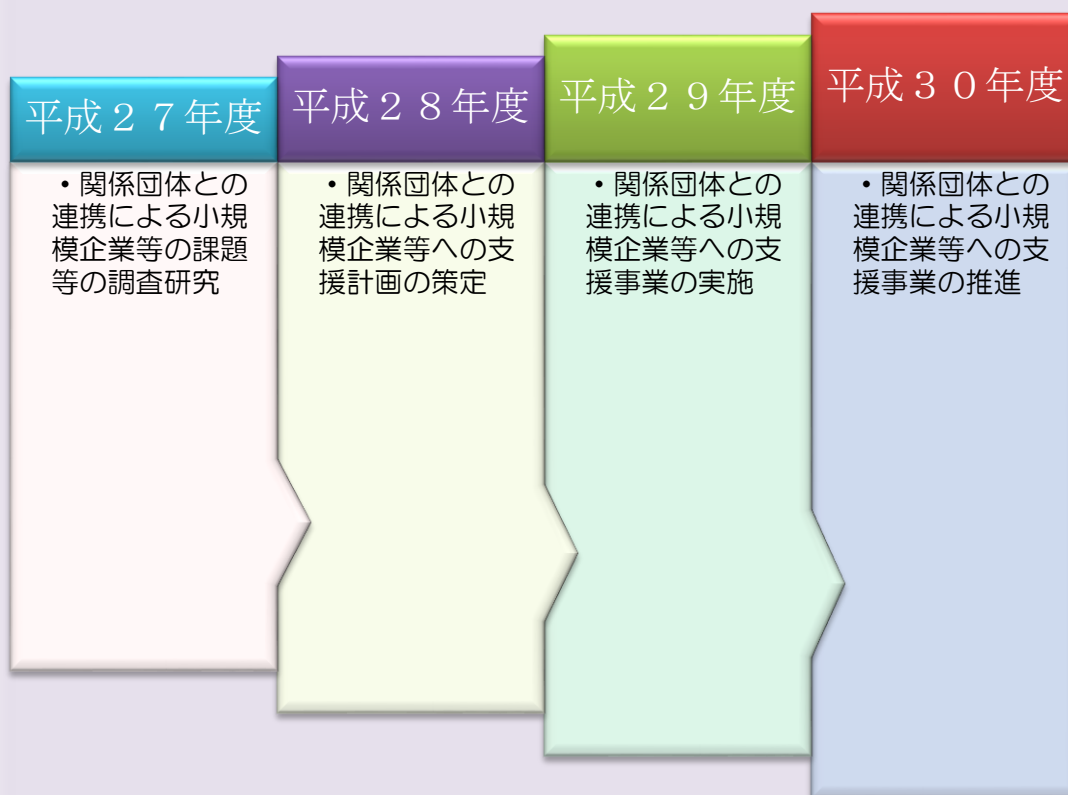 平成２７年度
・関係団体との
連携による小規
模企業等の課題
等の調査研究
平成２８年度
・関係団体との
連携による小規
模企業等への支
援計画の策定
平成２９年度
・関係団体との
連携による小規
模企業等への支
援事業の実施
平成３０年度
・関係団体との
連携による小規
模企業等への支
援事業の推進